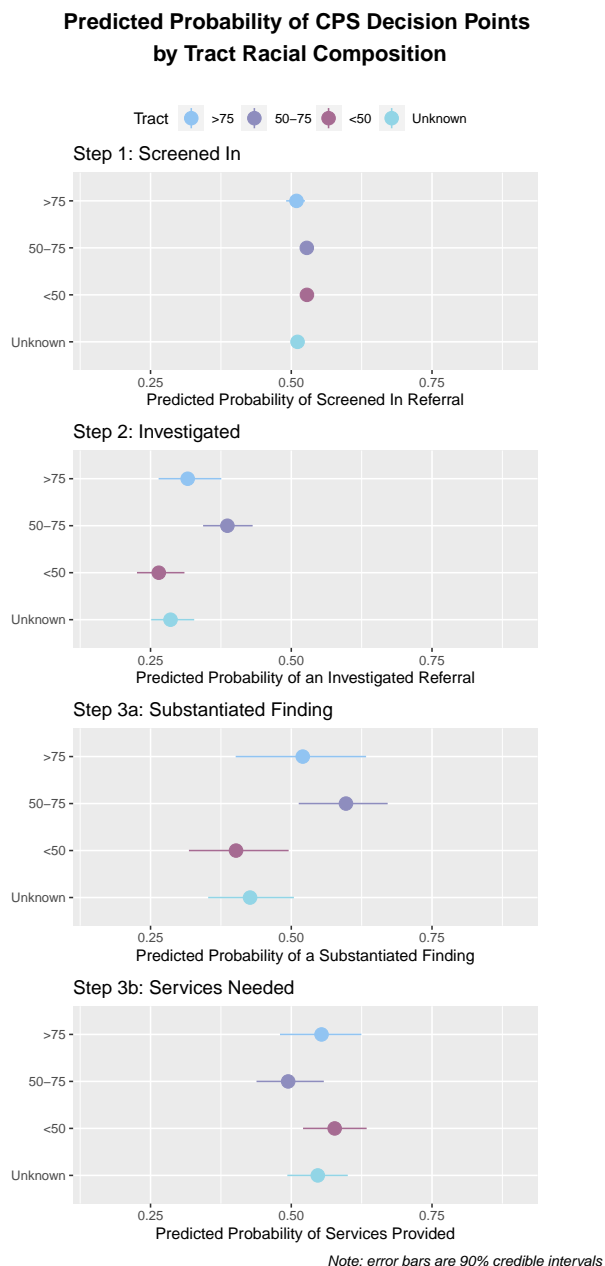 Predicted Probability of CPS Decision Points
by Tract Racial Composition
Tract >75 50−75 <50 Unknown
Step 1: Screened In
>75
50−75
<50
Unknown
0.25 0.50 0.75
Predicted Probability of Screened In Referral
Step 2: Investigated
>75
50−75
<50
Unknown
0.25 0.50 0.75
Predicted Probability of an Investigated Referral
Step 3a: Substantiated Finding
>75
50−75
<50
Unknown
0.25 0.50 0.75
Predicted Probability of a Substantiated Finding
Step 3b: Services Needed
>75
50−75
<50
Unknown
0.25 0.50 0.75
Predicted Probability of Services Provided
Note: error bars are 90% credible intervals